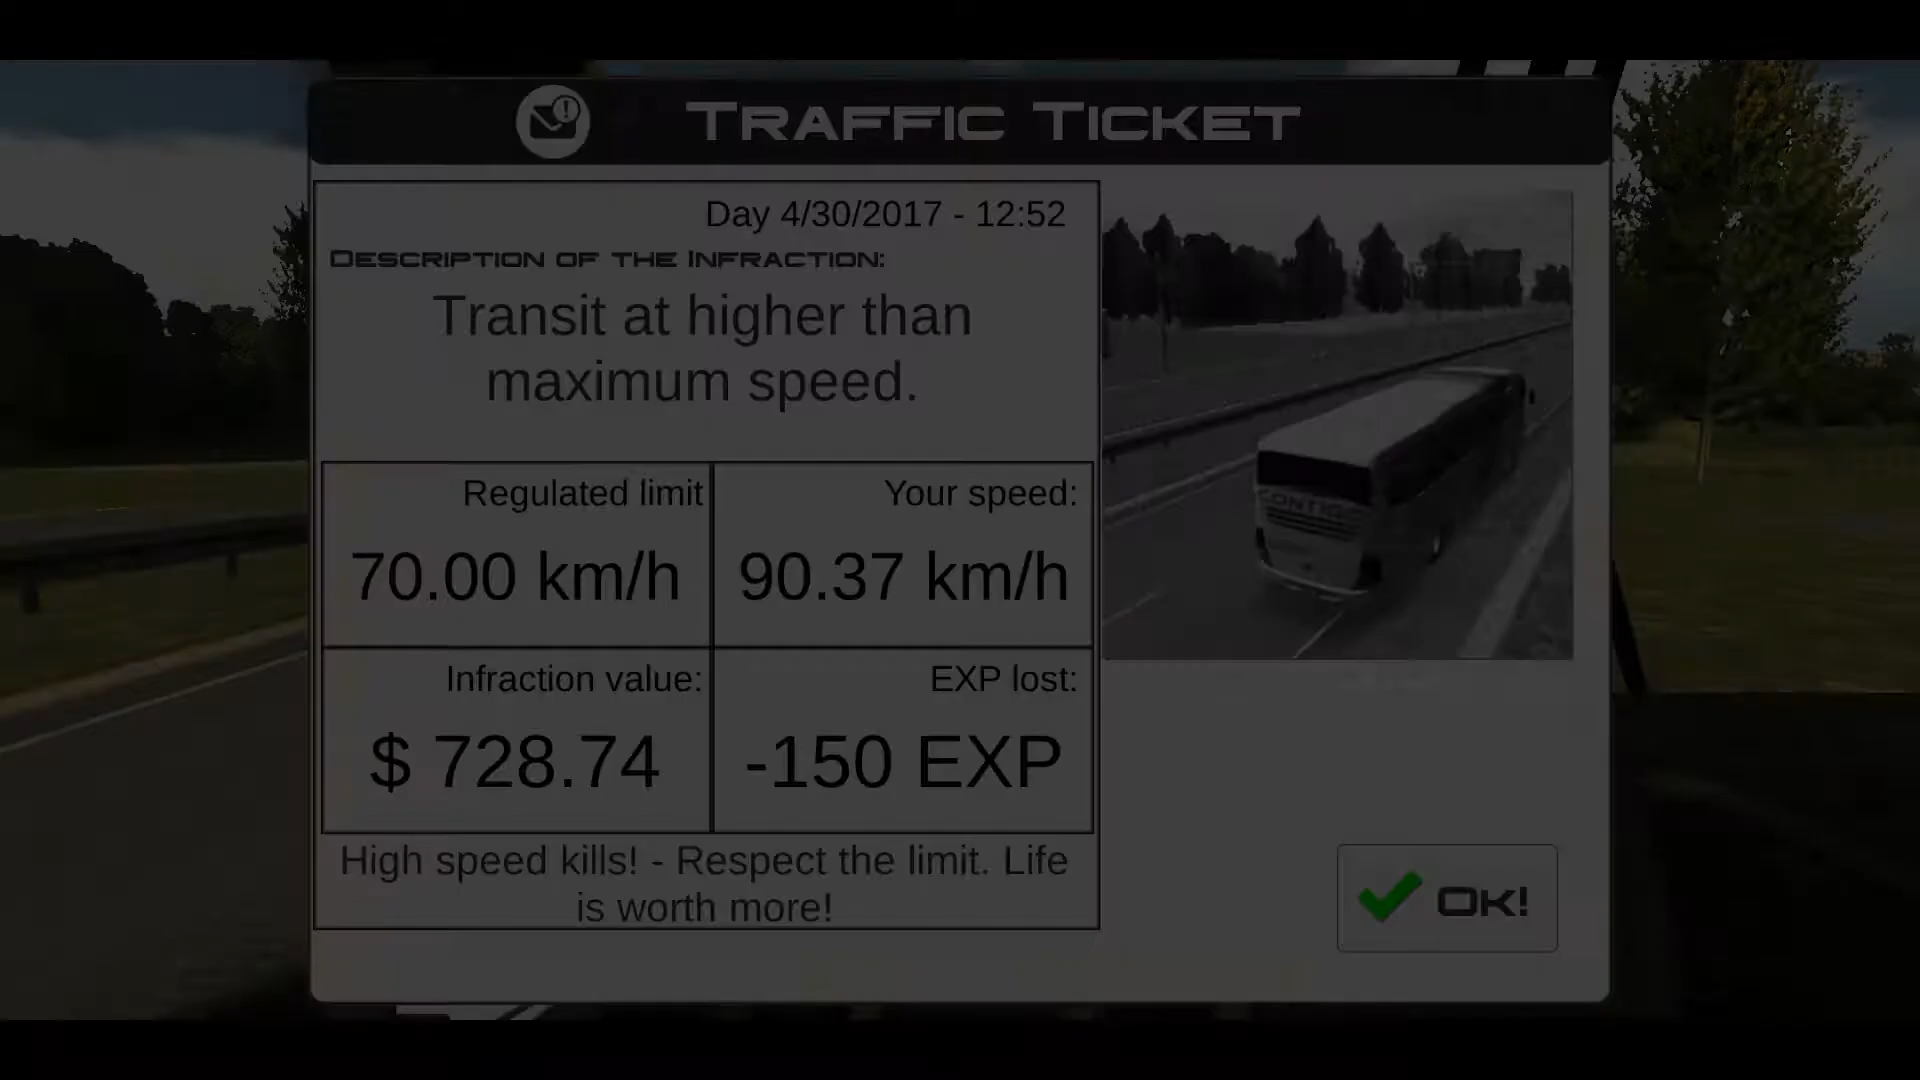 TRAFFIC TICKET
Day 4/30/2017 - 12:52
DESCRIPTION OF THE INFRACTION:
Transit at higher than
maximum speed.
Regulated limit
70.00 km/h
Your speed:
90.37 km/h
Infraction value:
$ 728.74
EXP lost:
-150 EXP
High speed kills! - Respect the limit. Life
is worth more!
OK!